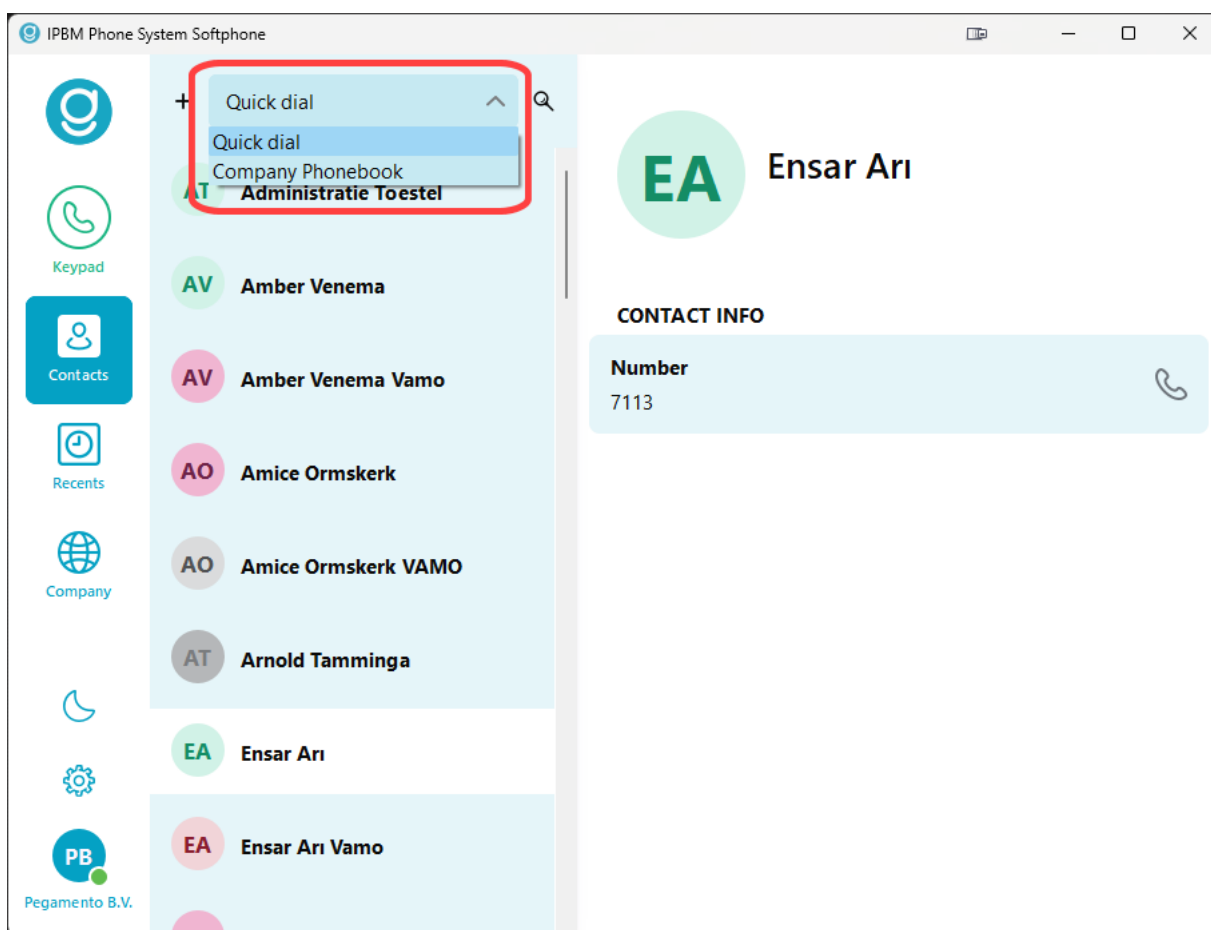 IPBM Phone System Softphone
Keypad
Contacts
Recents
Company
PB
Pegamento B.V.
+
Quick dial
Quick dial
Company Phonebook
AT
Administratie Toestel
AV
Amber Venema
AV
Amber Venema Vamo
AO
Amice Ormskerk
AO
Amice Ormskerk VAMO
AT
Arnold Tamminga
EA
Ensar Arı
EA
Ensar Arı Vamo
EA
Ensar Arı
CONTACT INFO
Number
7113